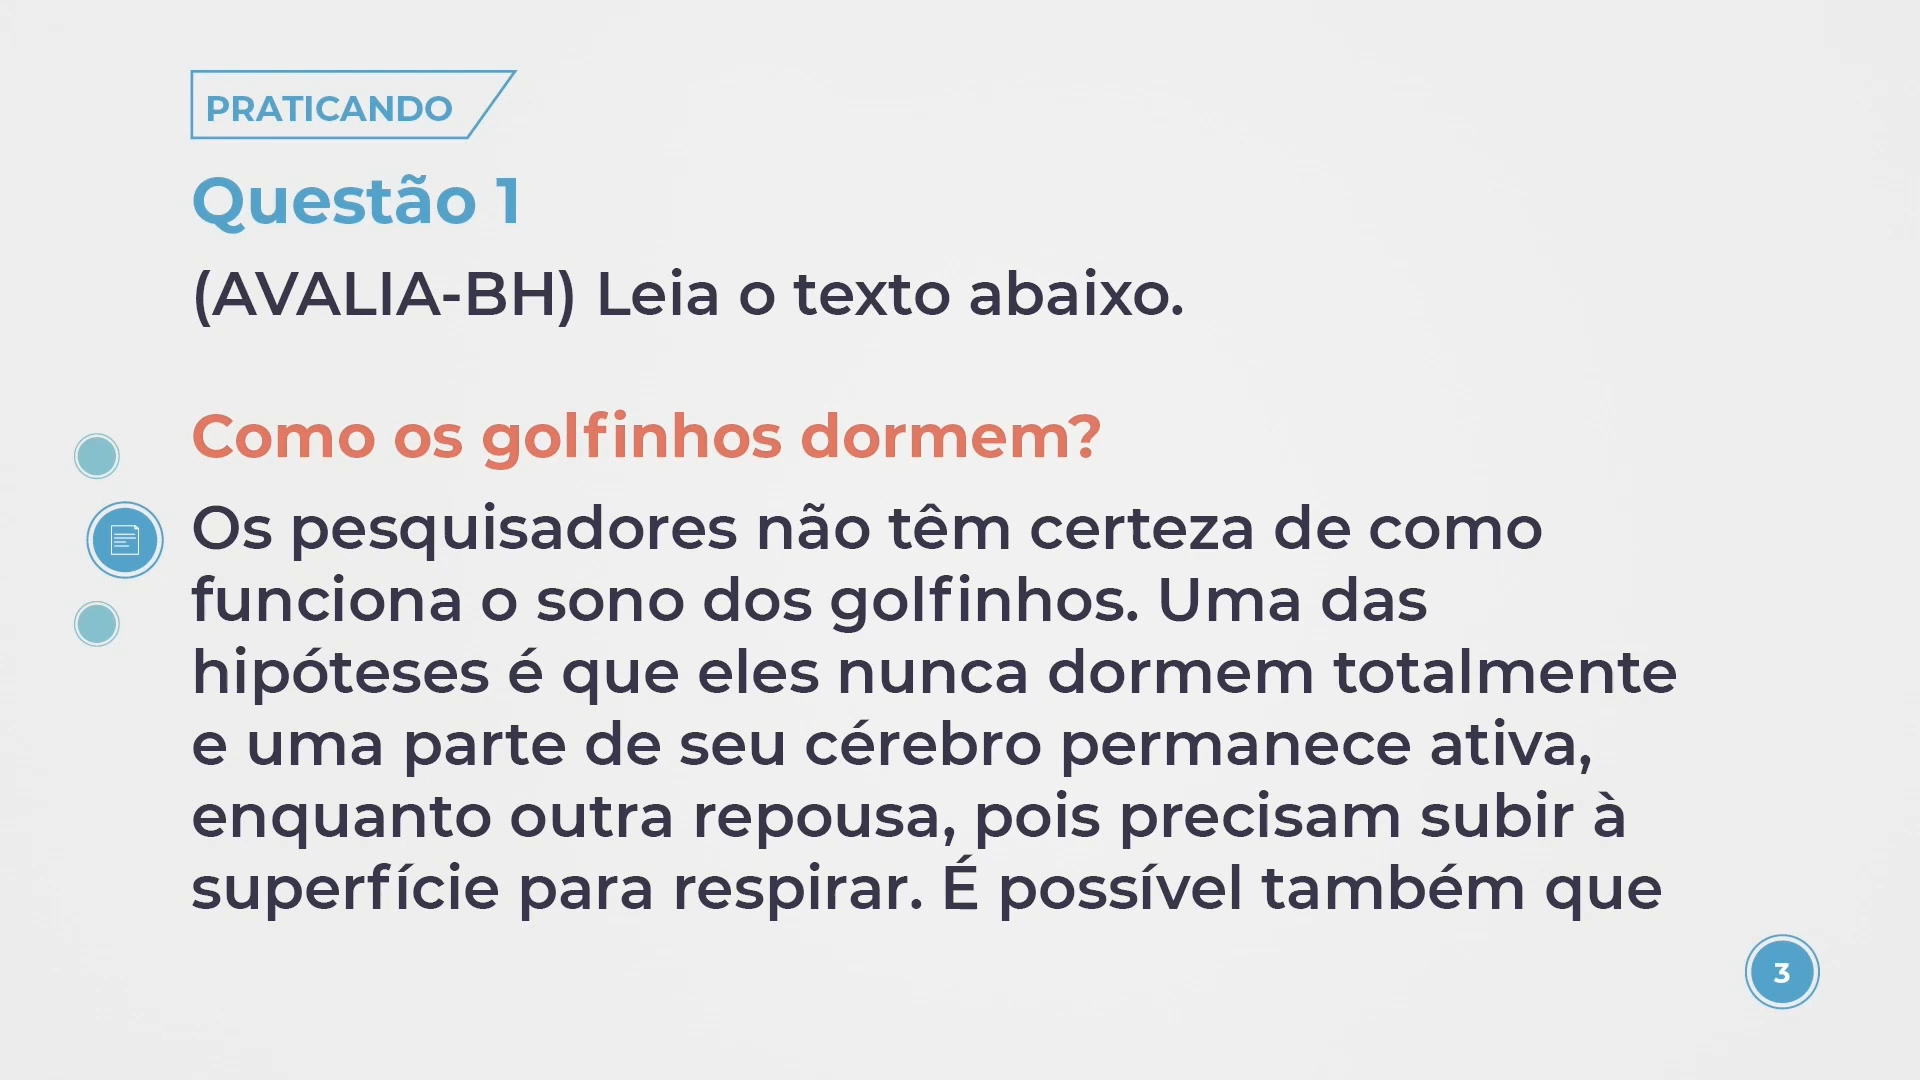 PRATICANDO
Questão 1
(AVALIA-BH) Leia o texto abaixo.
Como os golfinhos dormem?
Os pesquisadores não têm certeza de como
funciona o sono dos golfinhos. Uma das
hipóteses é que eles nunca dormem totalmente
e uma parte de seu cérebro permanece ativa,
enquanto outra repousa, pois precisam subir à
superfície para respirar. É possível também que
3